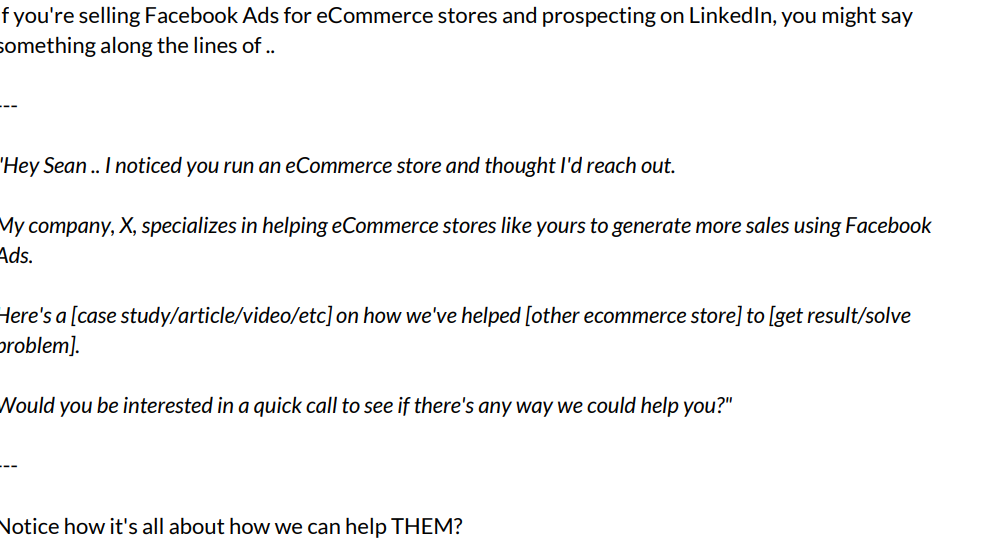 If you're selling Facebook Ads for eCommerce stores and prospecting on LinkedIn, you might say
something along the lines of ..
---
"Hey Sean .. I noticed you run an eCommerce store and thought I'd reach out.
My company, X, specializes in helping eCommerce stores like yours to generate more sales using Facebook
Ads.
Here's a [case study/article/video/etc] on how we've helped [other ecommerce store] to [get result/solve
problem].
Would you be interested in a quick call to see if there's any way we could help you?"
---
Notice how it's all about how we can help THEM?